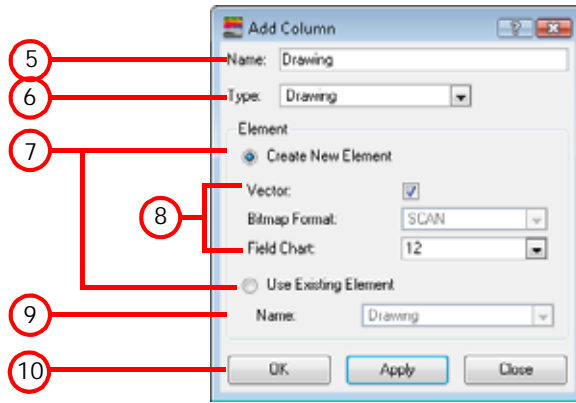 Add Column
5
Name: Drawing
6
Type: Drawing
Element
7
Create New Element
Vector:
8
Bitmap Format: SCAN
Field Chart: 12
Use Existing Element
9
Name: Drawing
10
OK Apply Close